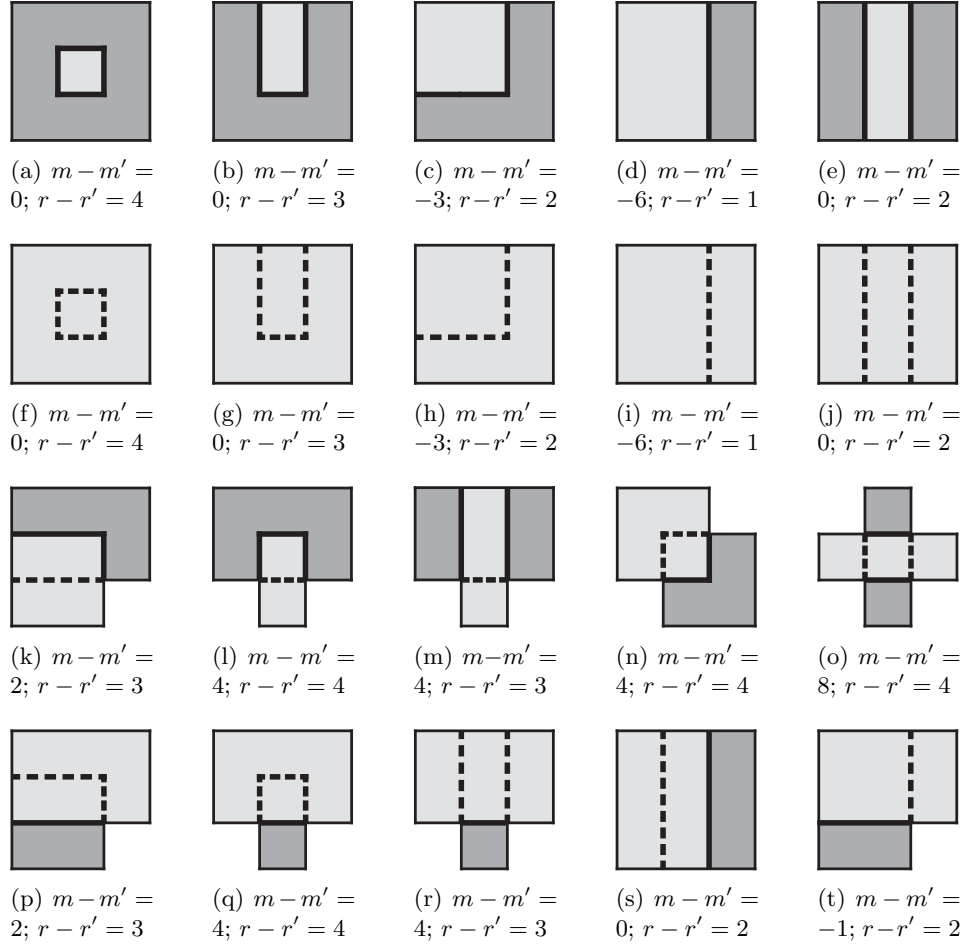 (a) m − m′ =
0; r − r′ = 4
(b) m − m′ =
0; r − r′ = 3
(c) m − m′ =
−3; r−r′ = 2
(d) m − m′ =
−6; r−r′ = 1
(e) m − m′ =
0; r − r′ = 2
(f) m − m′ =
0; r − r′ = 4
(g) m − m′ =
0; r − r′ = 3
(h) m − m′ =
−3; r−r′ = 2
(i) m − m′ =
−6; r−r′ = 1
(j) m − m′ =
0; r − r′ = 2
(k) m − m′ =
2; r − r′ = 3
(l) m − m′ =
4; r − r′ = 4
(m) m−m′ =
4; r − r′ = 3
(n) m − m′ =
4; r − r′ = 4
(o) m − m′ =
8; r − r′ = 4
(p) m − m′ =
2; r − r′ = 3
(q) m − m′ =
4; r − r′ = 4
(r) m − m′ =
4; r − r′ = 3
(s) m − m′ =
0; r − r′ = 2
(t) m − m′ =
−1; r−r′ = 2